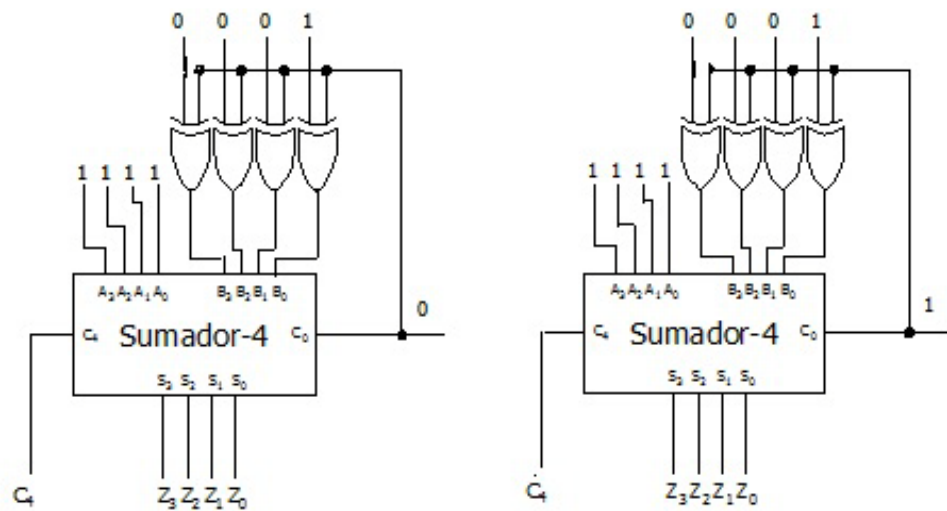 0 0 0 1
1 1 1 1
A3 A2 A1 A0 B3 B2 B1 B0
0
C4 Sumador-4 C0
S3 S2 S1 S0
C4 Z3 Z2 Z1 Z0
0 0 0 1
1 1 1 1
A3 A2 A1 A0 B3 B2 B1 B0
1
C4 Sumador-4 C0
S3 S2 S1 S0
C4 Z3 Z2 Z1 Z0